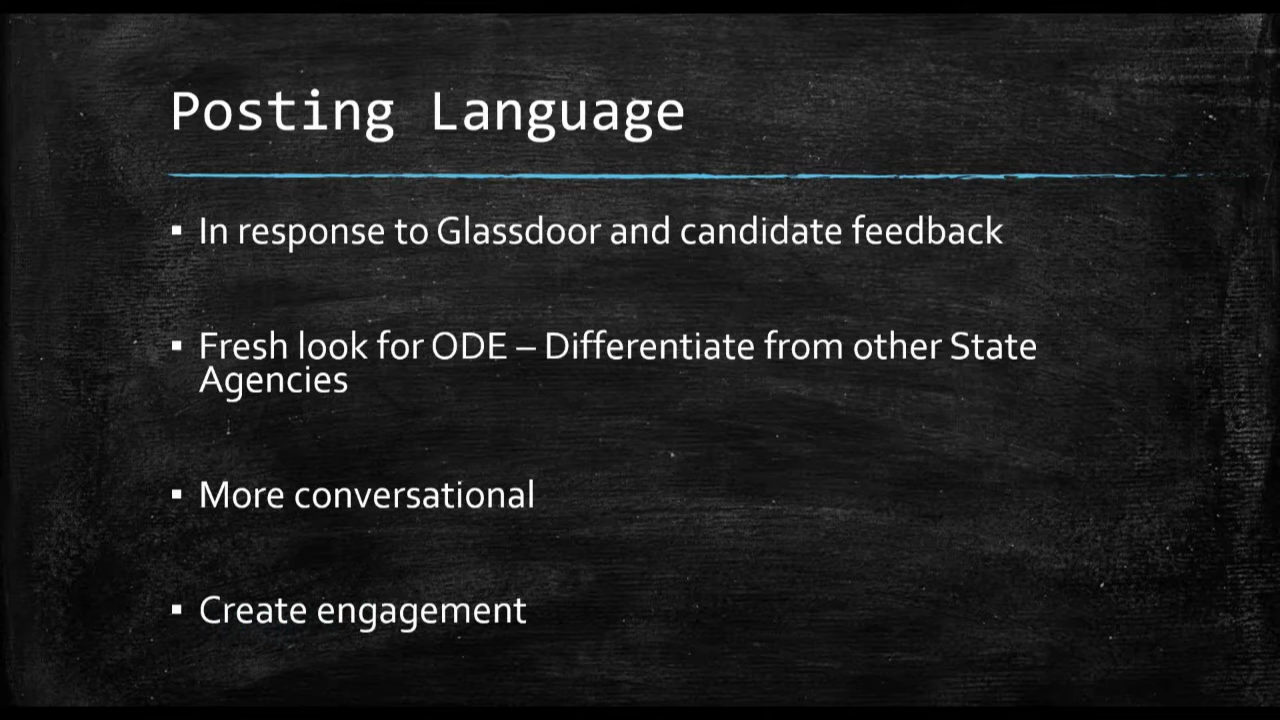 Posting Language
▪ In response to Glassdoor and candidate feedback
▪ Fresh look for ODE – Differentiate from other State
Agencies
▪ More conversational
▪ Create engagement